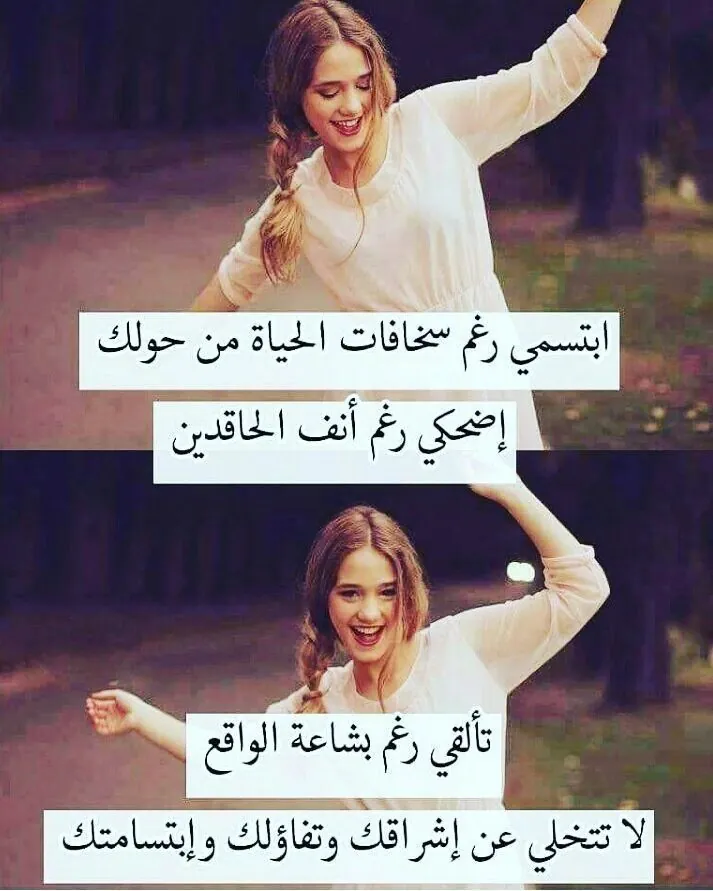 ابتسمي رغم سخافات الحياة من حولك
إضحكي رغم أنف الحاقدين
تألقي رغم بشاعة الواقع
لا تتخلي عن إشراقك وتفاؤلك وإبتسامتك